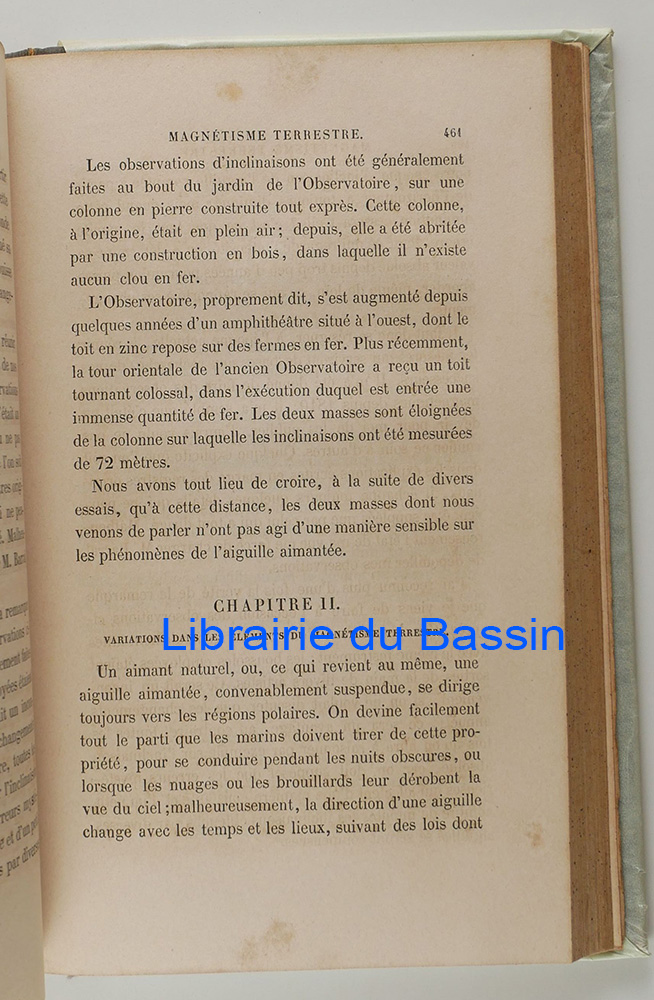 MAGNÉTISME TERRESTRE. 461
Les observations d'inclinaisons ont été généralement
faites au bout du jardin de l'Observatoire, sur une
colonne en pierre construite tout exprès. Cette colonne,
à l'origine, était en plein air; depuis, elle a été abritée
par une construction en bois, dans laquelle il n'existe
aucun clou en fer.
L'Observatoire, proprement dit, s'est augmenté depuis
quelques années d'un amphithéâtre situé à l'ouest, dont le
toit en zinc repose sur des fermes en fer. Plus récemment,
la tour orientale de l'ancien Observatoire a reçu un toit
tournant colossal, dans l'exécution duquel est entrée une
immense quantité de fer. Les deux masses sont éloignées
de la colonne sur laquelle les inclinaisons ont été mesurées
de 72 mètres.
Nous avons tout lieu de croire, à la suite de divers
essais, qu'à cette distance, les deux masses dont nous
venons de parler n'ont pas agi d'une manière sensible sur
les phénomènes de l'aiguille aimantée.
CHAPITRE II.
VARIATIONS DANS LES ÉLÉMENTS DU MAGNÉTISME TERRESTRE.
Librairie du Bassin
Un aimant naturel, ou, ce qui revient au même, une
aiguille aimantée, convenablement suspendue, se dirige
toujours vers les régions polaires. On devine facilement
tout le parti que les marins doivent tirer de cette pro-
priété, pour se conduire pendant les nuits obscures, ou
lorsque les nuages ou les brouillards leur dérobent la
vue du ciel; malheureusement, la direction d'une aiguille
change avec les temps et les lieux, suivant des lois dont